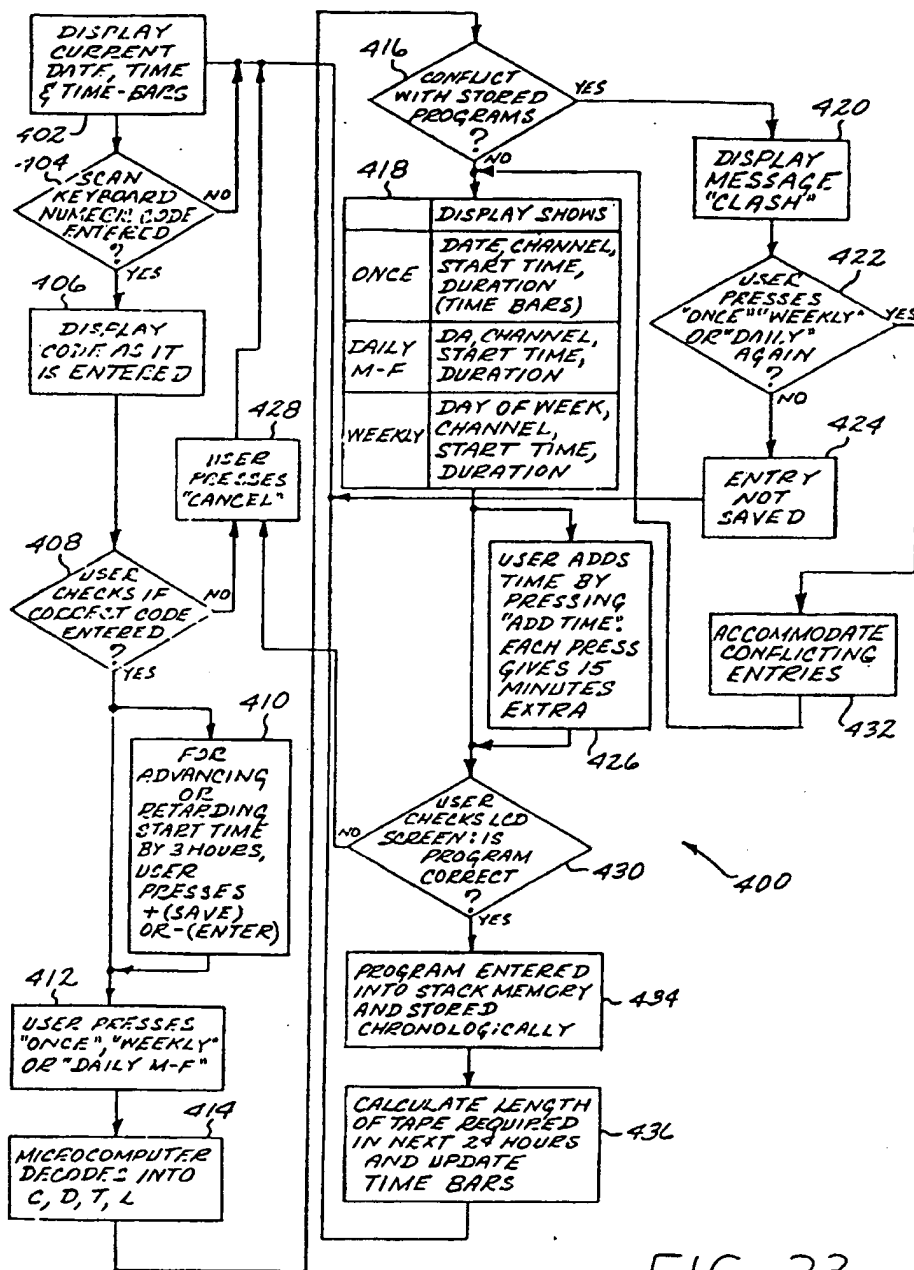 DISPLAY
CURRENT
DATE, TIME
& TIME-BARS
402
404
SCAN
KEYBOARD
NUMERIC CODE
ENTERED
?
NO
YES
406
DISPLAY
CODE AS IT
IS ENTERED
408
USER
CHECKS IF
CORRECT CODE
ENTERED
?
NO
YES
428
USER
PRESSES
"CANCEL"
410
FOR
ADVANCING
OR
RETARDING
START TIME
BY 3 HOURS,
USER
PRESSES
+(SAVE)
OR-(ENTER)
412
USER PRESSES
"ONCE", "WEEKLY"
OR "DAILY M-F"
414
MICROCOMPUTER
DECODES INTO
C, D, T, L
416
CONFLICT
WITH STORED
PROGRAMS
?
YES
NO
418
DISPLAY SHOWS
ONCE
DATE, CHANNEL,
START TIME,
DURATION
(TIME BARS)
DAILY
M-F
DA, CHANNEL,
START TIME,
DURATION
WEEKLY
DAY OF WEEK,
CHANNEL,
START TIME,
DURATION
420
DISPLAY
MESSAGE
"CLASH"
422
USER
PRESSES
"ONCE" "WEEKLY"
OR "DAILY"
AGAIN
?
YES
NO
424
ENTRY
NOT
SAVED
USER ADDS
TIME BY
PRESSING
"ADD TIME".
EACH PRESS
GIVES 15
MINUTES
EXTRA
426
ACCOMMODATE
CONFLICTING
ENTRIES
432
USER
CHECKS LCD
SCREEN: IS
PROGRAM
CORRECT
?
NO
YES
430
400
PROGRAM ENTERED
INTO STACK MEMORY
AND STORED
CHRONOLOGICALLY
434
CALCULATE LENGTH
OF TAPE REQUIRED
IN NEXT 24 HOURS
AND UPDATE
TIME BARS
436